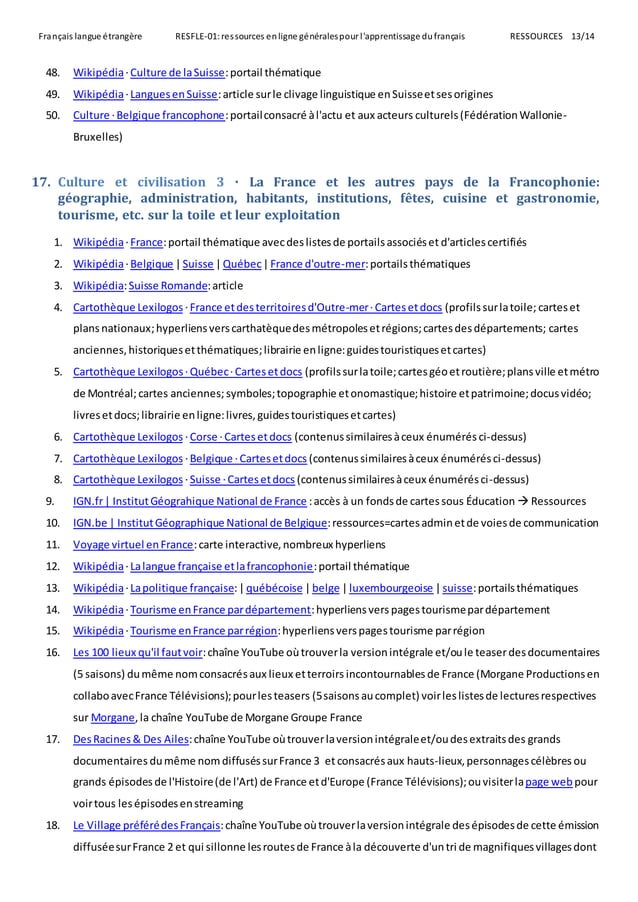 Français langue étrangère RESFLE-01: ressources en ligne générales pour l'apprentissage du français RESSOURCES 13/14
48. Wikipédia · Culture de la Suisse: portail thématique
49. Wikipédia · Langues en Suisse: article sur le clivage linguistique en Suisse et ses origines
50. Culture · Belgique francophone: portail consacré à l'actu et aux acteurs culturels (Fédération Wallonie-
Bruxelles)
17. Culture et civilisation 3 · La France et les autres pays de la Francophonie:
géographie, administration, habitants, institutions, fêtes, cuisine et gastronomie,
tourisme, etc. sur la toile et leur exploitation
1. Wikipédia · France: portail thématique avec des listes de portails associés et d'articles certifiés
2. Wikipédia · Belgique | Suisse | Québec | France d'outre-mer: portails thématiques
3. Wikipédia: Suisse Romande: article
4. Cartothèque Lexilogos · France et des territoires d'Outre-mer · Cartes et docs (profils sur la toile; cartes et
plans nationaux; hyperliens vers carthatèque des métropoles et régions; cartes des départements; cartes
anciennes, historiques et thématiques; librairie en ligne: guides touristiques et cartes)
5. Cartothèque Lexilogos · Québec · Cartes et docs (profils sur la toile; cartes géo et routière; plans ville et métro
de Montréal; cartes anciennes; symboles; topographie et onomastique; histoire et patrimoine; docus vidéo;
livres et docs; librairie en ligne: livres, guides touristiques et cartes)
6. Cartothèque Lexilogos · Corse · Cartes et docs (contenus similaires à ceux énumérés ci-dessus)
7. Cartothèque Lexilogos · Belgique · Cartes et docs (contenus similaires à ceux énumérés ci-dessus)
8. Cartothèque Lexilogos · Suisse · Cartes et docs (contenus similaires à ceux énumérés ci-dessus)
9. IGN.fr | Institut Géograhique National de France : accès à un fonds de cartes sous Éducation → Ressources
10. IGN.be | Institut Géographique National de Belgique: ressources=cartes admin et de voies de communication
11. Voyage virtuel en France: carte interactive, nombreux hyperliens
12. Wikipédia · La langue française et la francophonie: portail thématique
13. Wikipédia · La politique française: | québécoise | belge | luxembourgeoise | suisse: portails thématiques
14. Wikipédia · Tourisme en France par département: hyperliens vers pages tourisme par département
15. Wikipédia · Tourisme en France par région: hyperliens vers pages tourisme par région
16. Les 100 lieux qu'il faut voir: chaîne YouTube où trouver la version intégrale et/ou le teaser des documentaires
(5 saisons) du même nom consacrés aux lieux et terroirs incontournables de France (Morgane Productions en
collabo avec France Télévisions); pour les teasers (5 saisons au complet) voir les listes de lectures respectives
sur Morgane, la chaîne YouTube de Morgane Groupe France
17. Des Racines & Des Ailes: chaîne YouTube où trouver la version intégrale et/ou des extraits des grands
documentaires du même nom diffusés sur France 3 et consacrés aux hauts-lieux, personnages célèbres ou
grands épisodes de l'Histoire (de l'Art) de France et d'Europe (France Télévisions); ou visiter la page web pour
voir tous les épisodes en streaming
18. Le Village préféré des Français: chaîne YouTube où trouver la version intégrale des épisodes de cette émission
diffusée sur France 2 et qui sillonne les routes de France à la découverte d'un tri de magnifiques villages dont